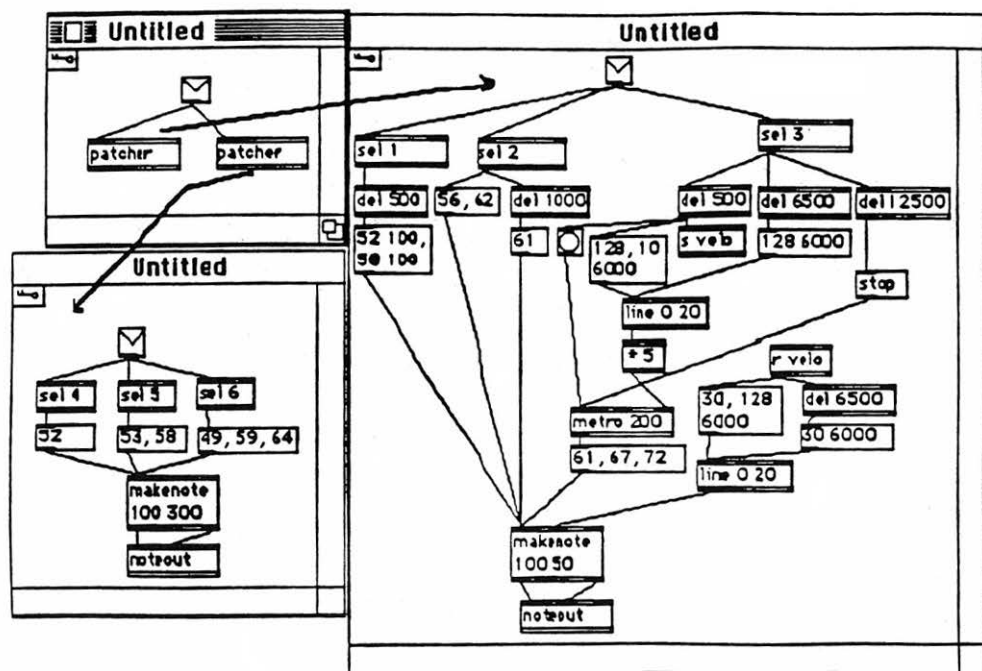 Untitled
patcher patcher
Untitled
sel 4 sel 5 sel 6
52 53, 58 49, 59, 64
makenote
100 300
noteout
Untitled
sel 1 sel 2 sel 3
del 500 56, 62 del 1000 del 500 del 6500 del 12500
52 100,
58 100
61
128, 10
6000
s velo
128 6000
stop
line 0 20
* 5
r velo
30, 128
6000
del 6500
metro 200
30 6000
61, 67, 72
line 0 20
makenote
100 50
noteout